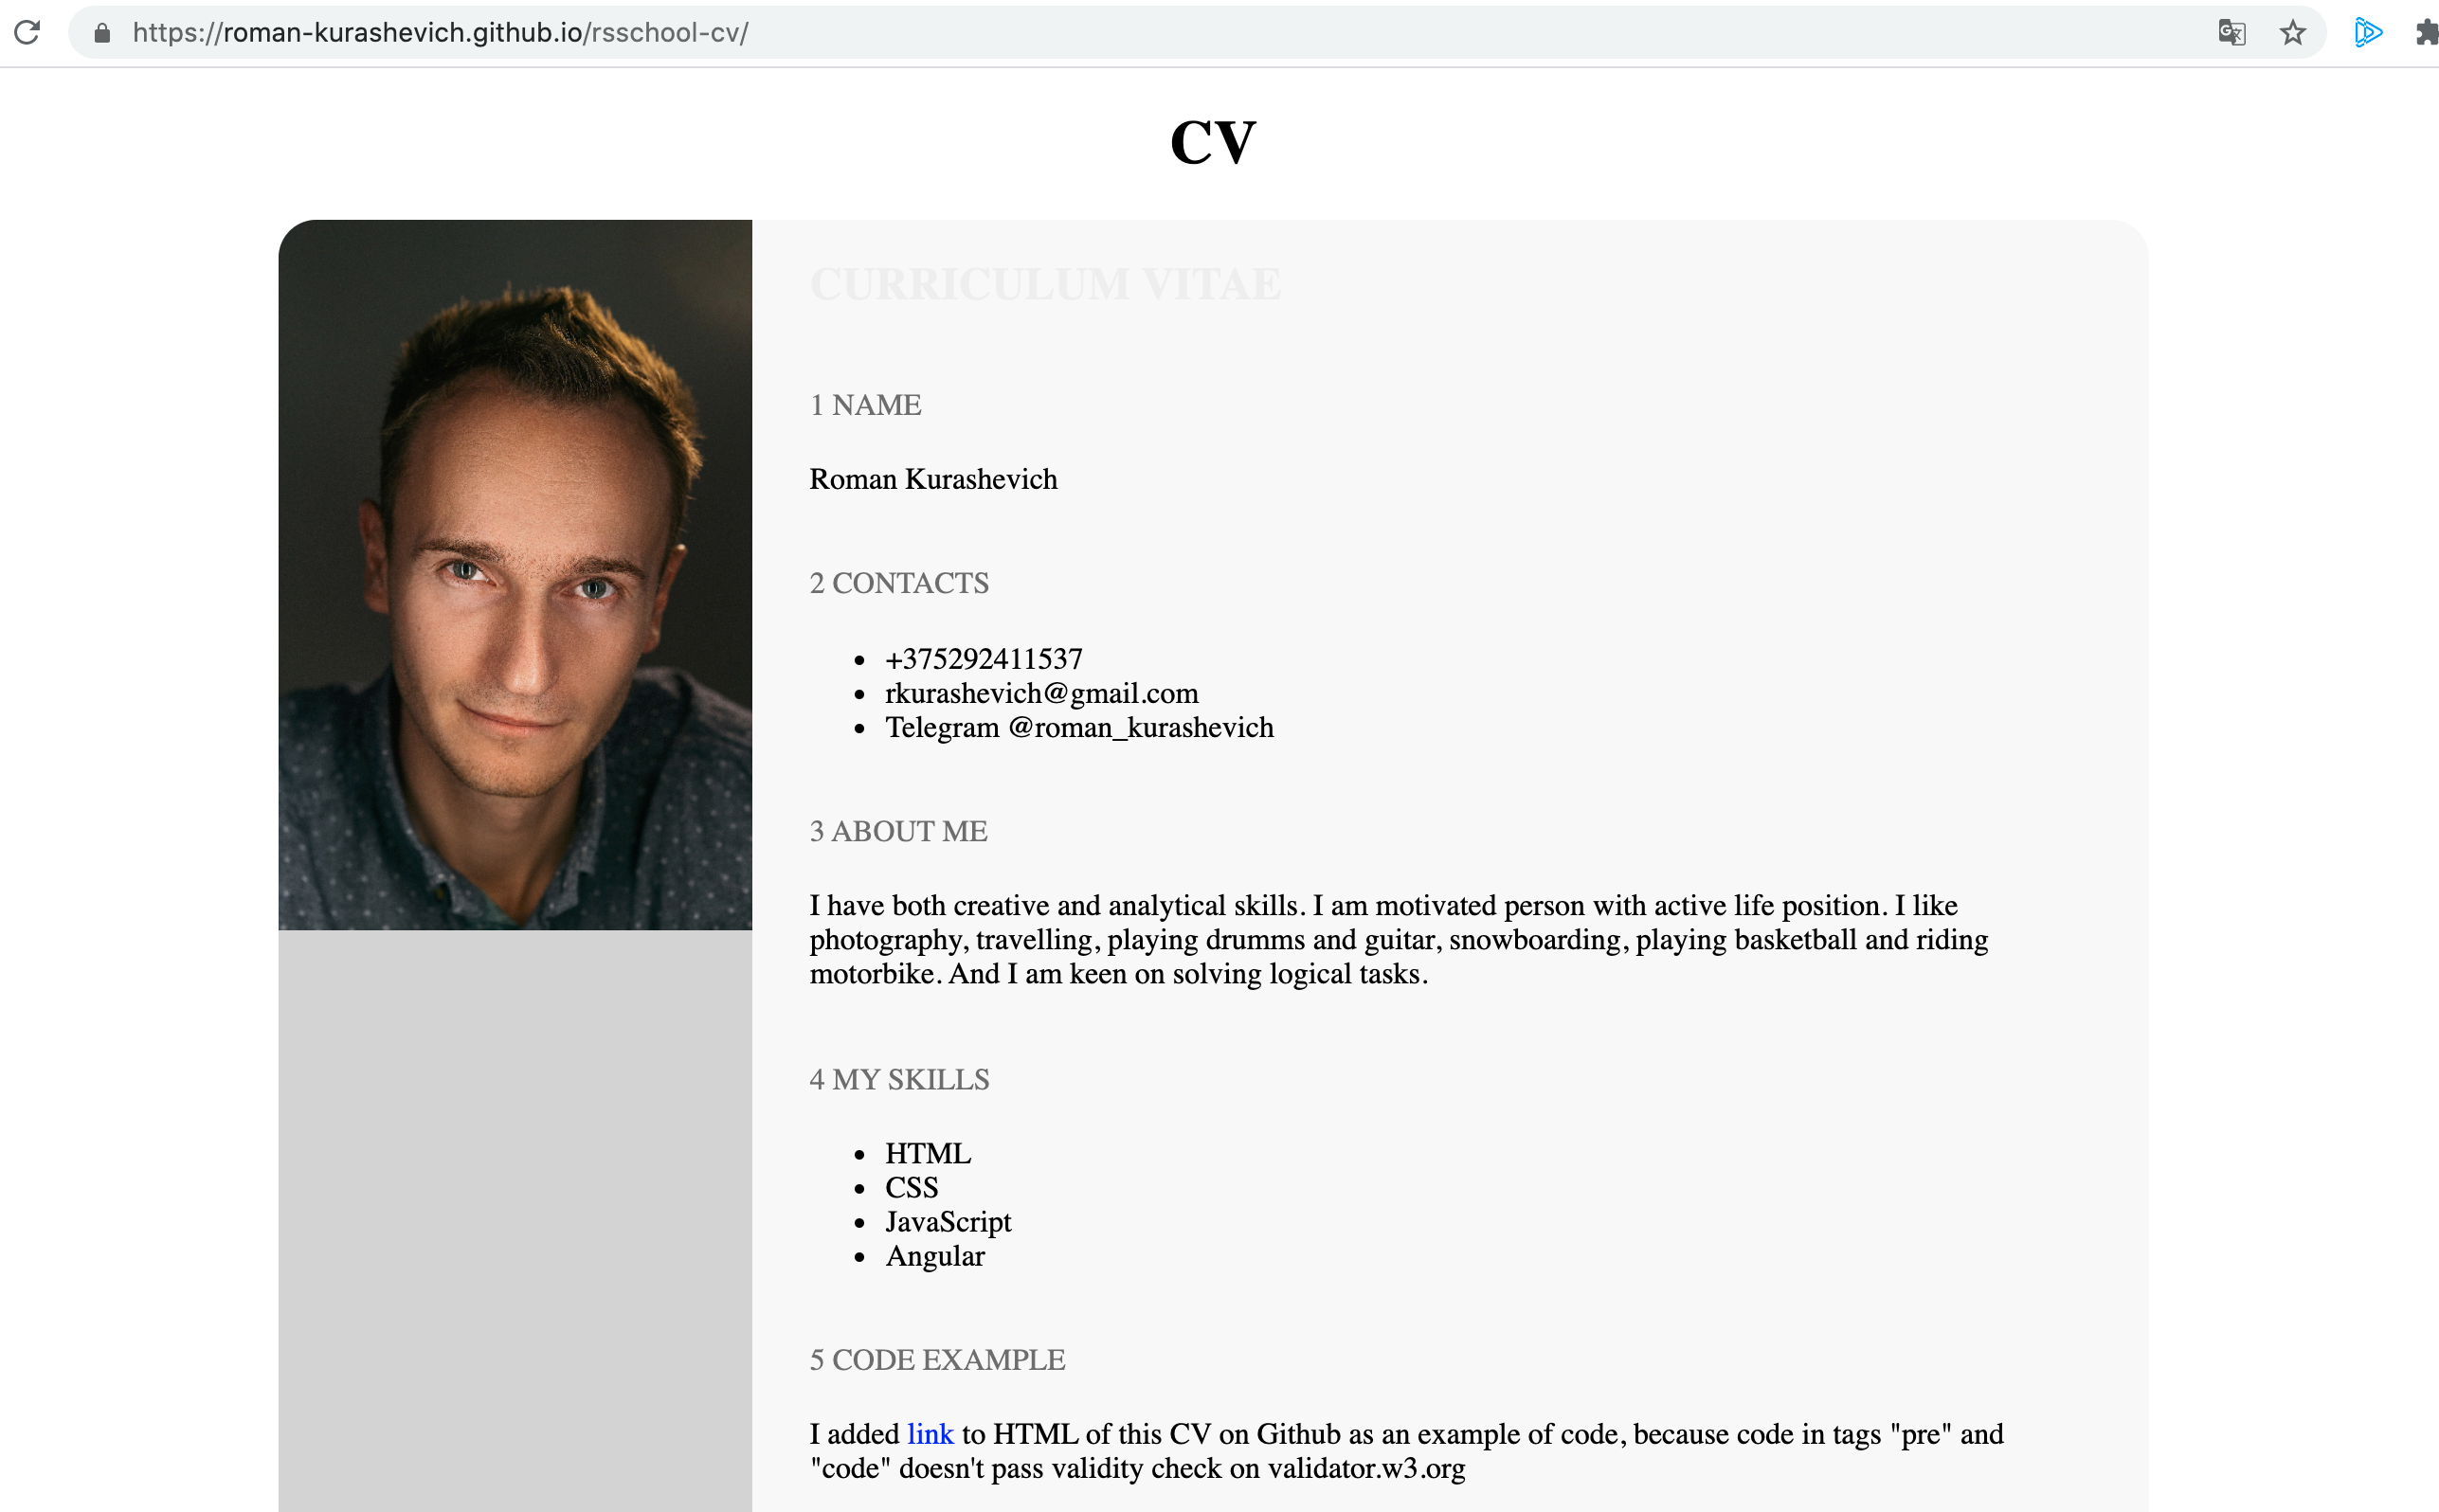 https://roman-kurashevich.github.io/rsschool-cv/
CV
CURRICULUM VITAE
1 NAME
Roman Kurashevich
2 CONTACTS
+375292411537
rkurashevich@gmail.com
Telegram @roman_kurashevich
3 ABOUT ME
I have both creative and analytical skills. I am motivated person with active life position. I like
photography, travelling, playing drumms and guitar, snowboarding, playing basketball and riding
motorbike. And I am keen on solving logical tasks.
4 MY SKILLS
HTML
CSS
JavaScript
Angular
5 CODE EXAMPLE
I added link to HTML of this CV on Github as an example of code, because code in tags "pre" and
"code" doesn't pass validity check on validator.w3.org